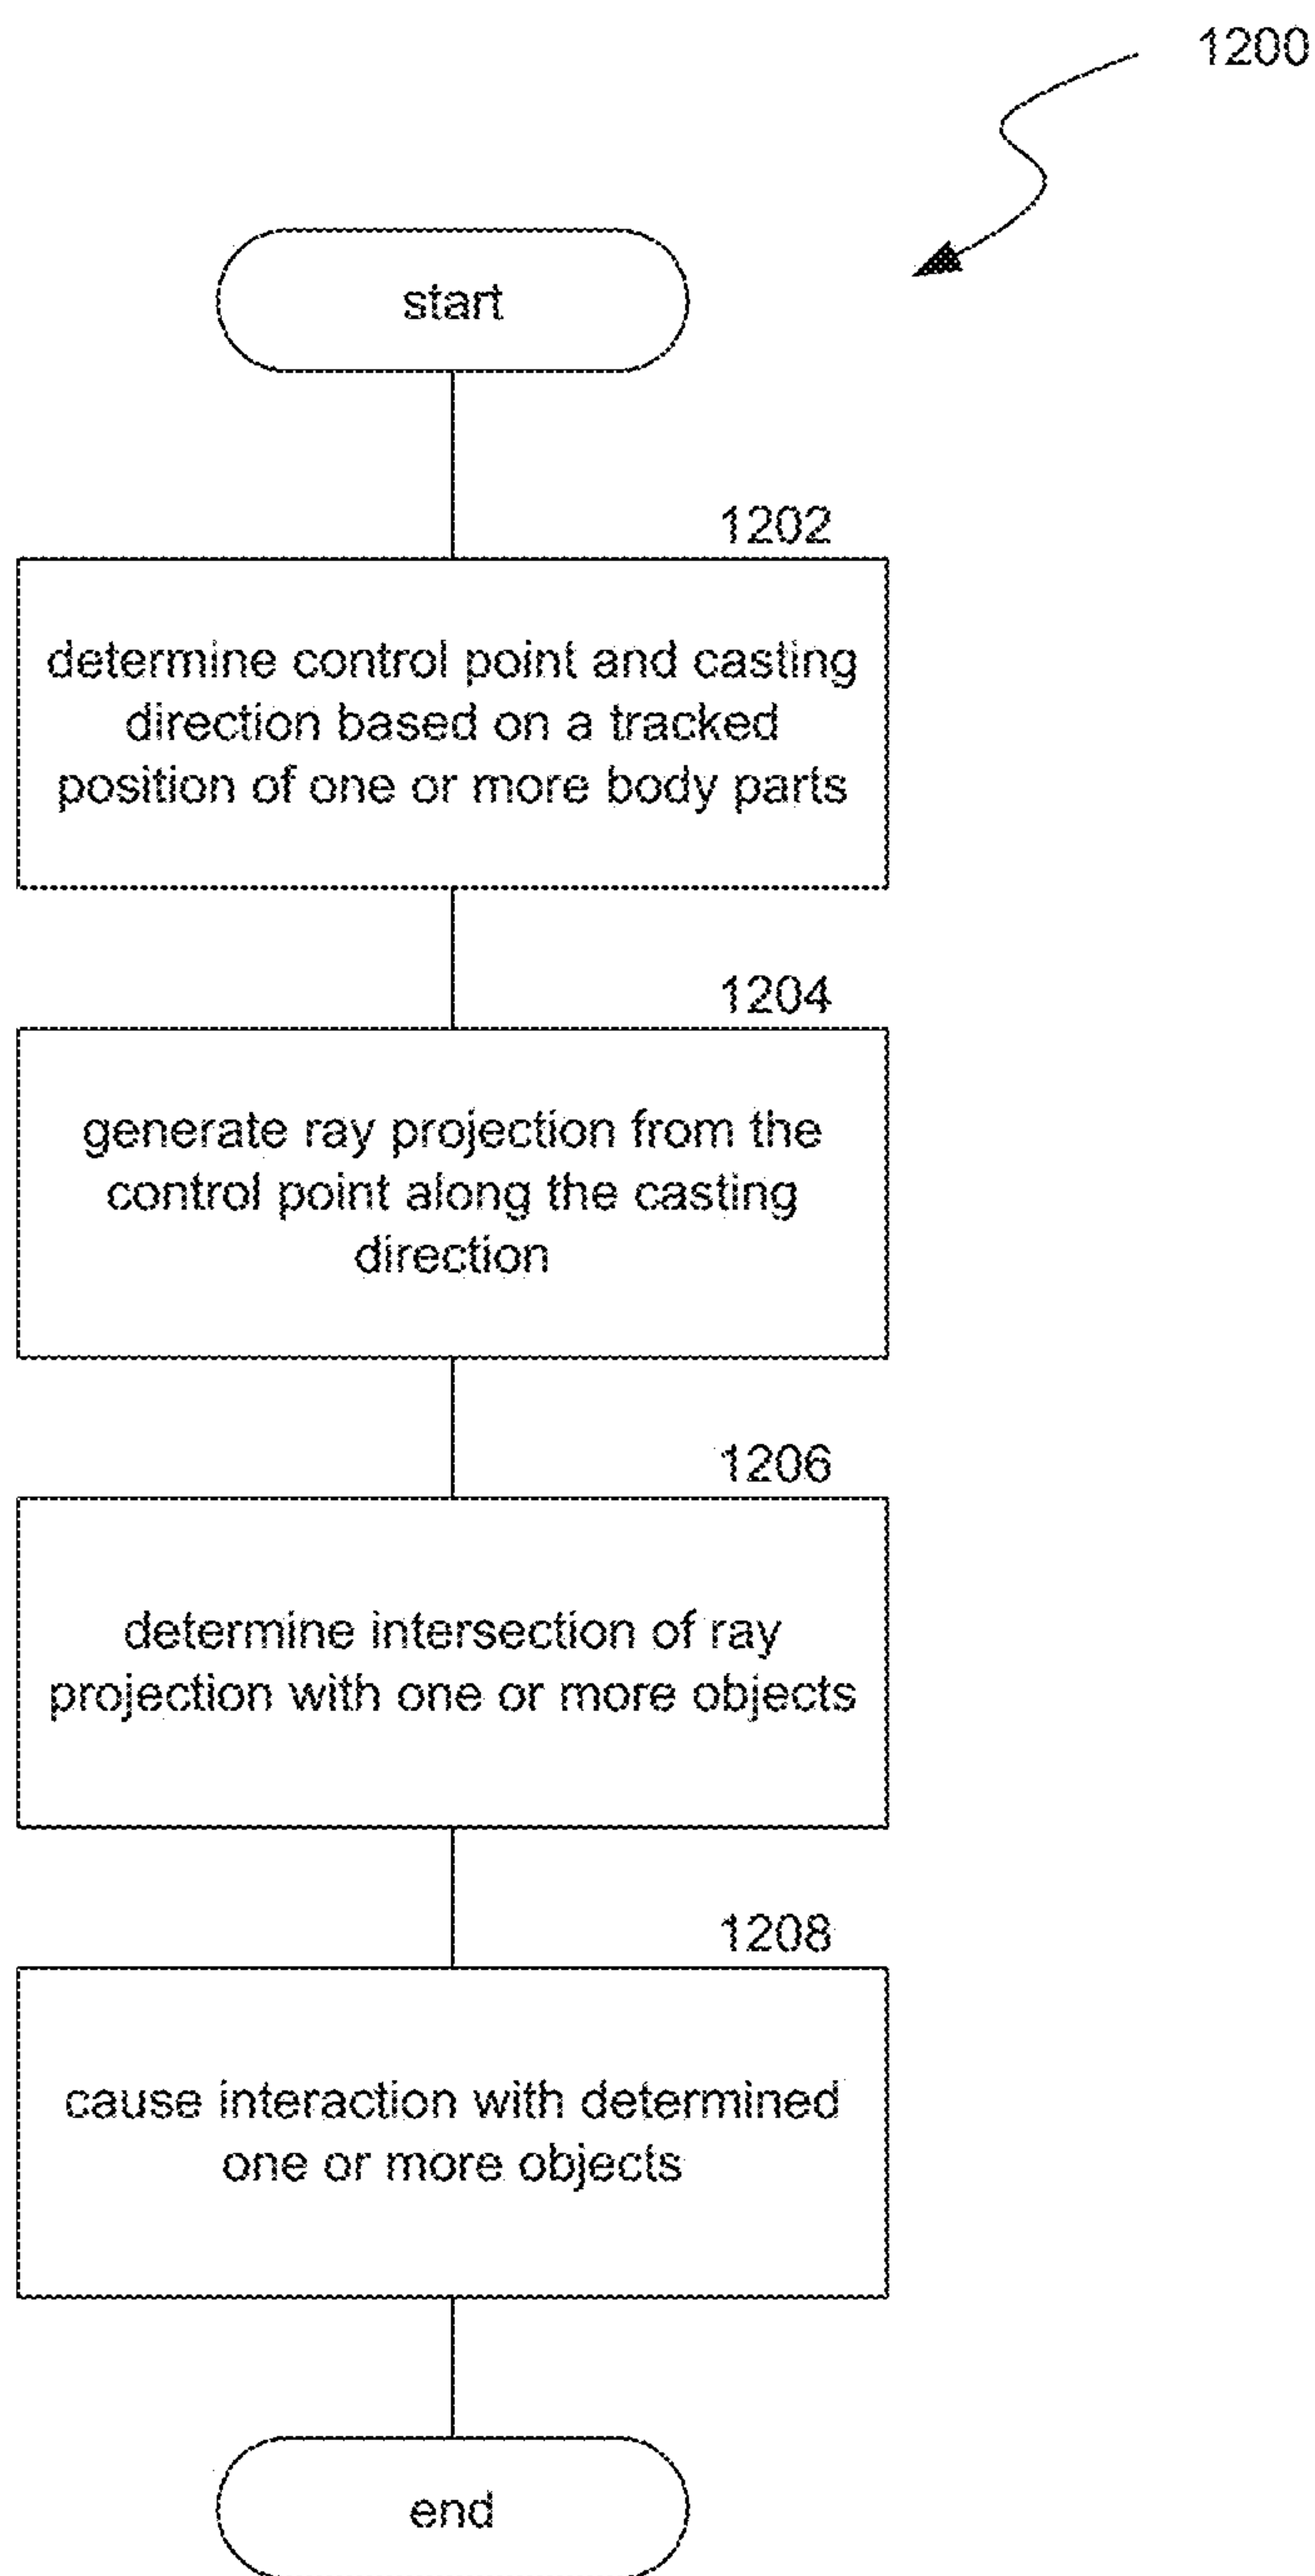 1200
start
1202
determine control point and casting
direction based on a tracked
position of one or more body parts
1204
generate ray projection from the
control point along the casting
direction
1206
determine intersection of ray
projection with one or more objects
1208
cause interaction with determined
one or more objects
end